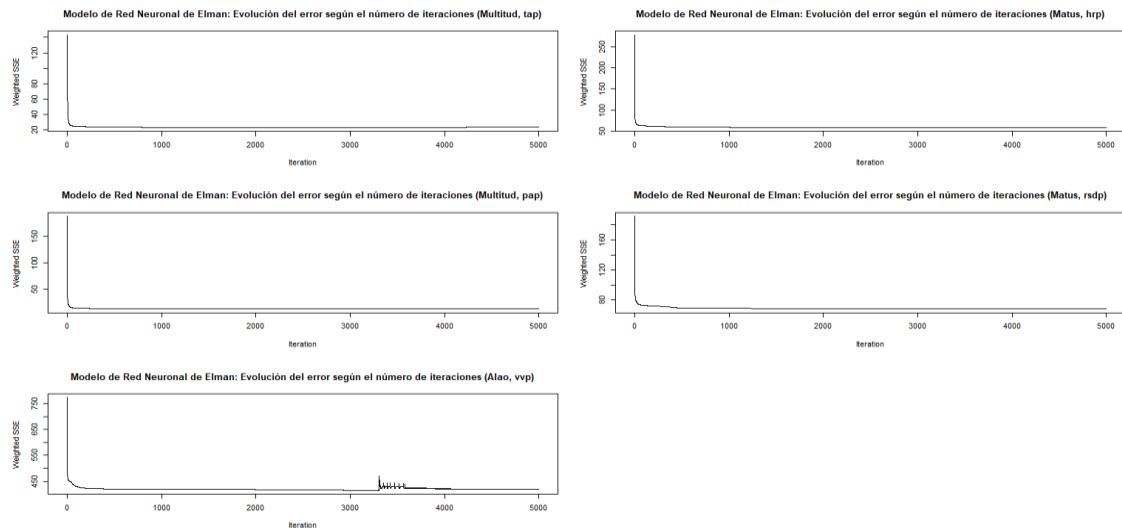 Modelo de Red Neuronal de Elman: Evolución del error según el número de iteraciones (Multitud, tap)
Weighted SSE
20 40 60 80 120
0 1000 2000 3000 4000 5000
Iteration
Modelo de Red Neuronal de Elman: Evolución del error según el número de iteraciones (Matus, hrp)
Weighted SSE
50 100 150 200 250
0 1000 2000 3000 4000 5000
Iteration
Modelo de Red Neuronal de Elman: Evolución del error según el número de iteraciones (Multitud, pap)
Weighted SSE
50 100 150
0 1000 2000 3000 4000 5000
Iteration
Modelo de Red Neuronal de Elman: Evolución del error según el número de iteraciones (Matus, rsdp)
Weighted SSE
80 120 160
0 1000 2000 3000 4000 5000
Iteration
Modelo de Red Neuronal de Elman: Evolución del error según el número de iteraciones (Alao, vvp)
Weighted SSE
450 550 650 750
0 1000 2000 3000 4000 5000
Iteration